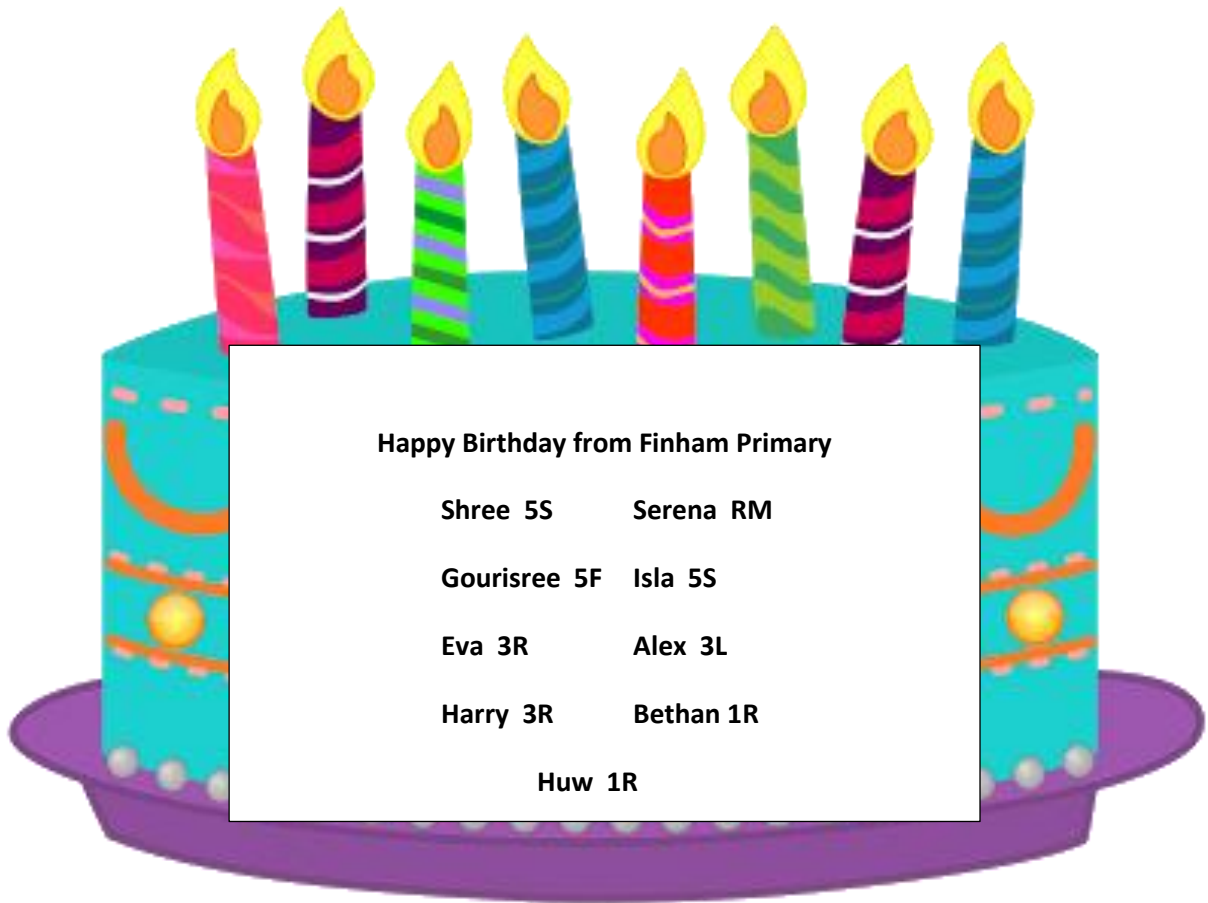 Happy Birthday from Finham Primary
Shree 5S Serena RM
Gourisree 5F Isla 5S
Eva 3R Alex 3L
Harry 3R Bethan 1R
Huw 1R